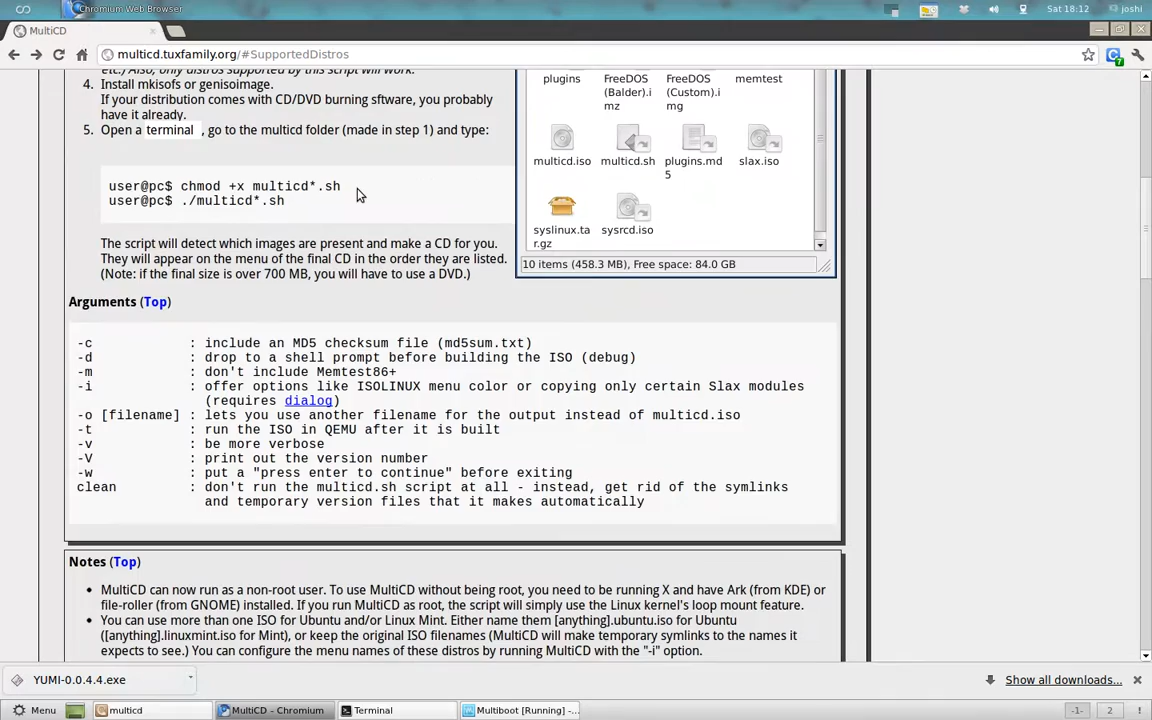 Chromium Web Browser
Sat 18:12
joshi
MultiCD
multicd.tuxfamily.org/#SupportedDistros
etc.) Also, only distros supported by this script will work.
4. Install mkisofs or genisoimage.
If your distribution comes with CD/DVD burning sftware, you probably
have it already.
5. Open a terminal , go to the multicd folder (made in step 1) and type:
user@pc$ chmod +x multicd*.sh
user@pc$ ./multicd*.sh
The script will detect which images are present and make a CD for you.
They will appear on the menu of the final CD in the order they are listed.
(Note: if the final size is over 700 MB, you will have to use a DVD.)
plugins
FreeDOS
(Balder).i
mz
FreeDOS
(Custom).i
mg
memtest
multicd.iso
multicd.sh
plugins.md
5
slax.iso
syslinux.ta
r.gz
sysrcd.iso
10 items (458.3 MB), Free space: 84.0 GB
Arguments (Top)
-c : include an MD5 checksum file (md5sum.txt)
-d : drop to a shell prompt before building the ISO (debug)
-m : don't include Memtest86+
-i : offer options like ISOLINUX menu color or copying only certain Slax modules
(requires dialog)
-o [filename] : lets you use another filename for the output instead of multicd.iso
-t : run the ISO in QEMU after it is built
-v : be more verbose
-V : print out the version number
-w : put a "press enter to continue" before exiting
clean : don't run the multicd.sh script at all - instead, get rid of the symlinks
and temporary version files that it makes automatically
Notes (Top)
• MultiCD can now run as a non-root user. To use MultiCD without being root, you need to be running X and have Ark (from KDE) or
file-roller (from GNOME) installed. If you run MultiCD as root, the script will simply use the Linux kernel's loop mount feature.
• You can use more than one ISO for Ubuntu and/or Linux Mint. Either name them [anything].ubuntu.iso for Ubuntu
([anything].linuxmint.iso for Mint), or keep the original ISO filenames (MultiCD will make temporary symlinks to the names it
expects to see.) You can configure the menu names of these distros by running MultiCD with the "-i" option.
YUMI-0.0.4.4.exe
Show all downloads...
Menu
multicd
MultiCD - Chromium
Terminal
Multiboot [Running] -...
-1-
2